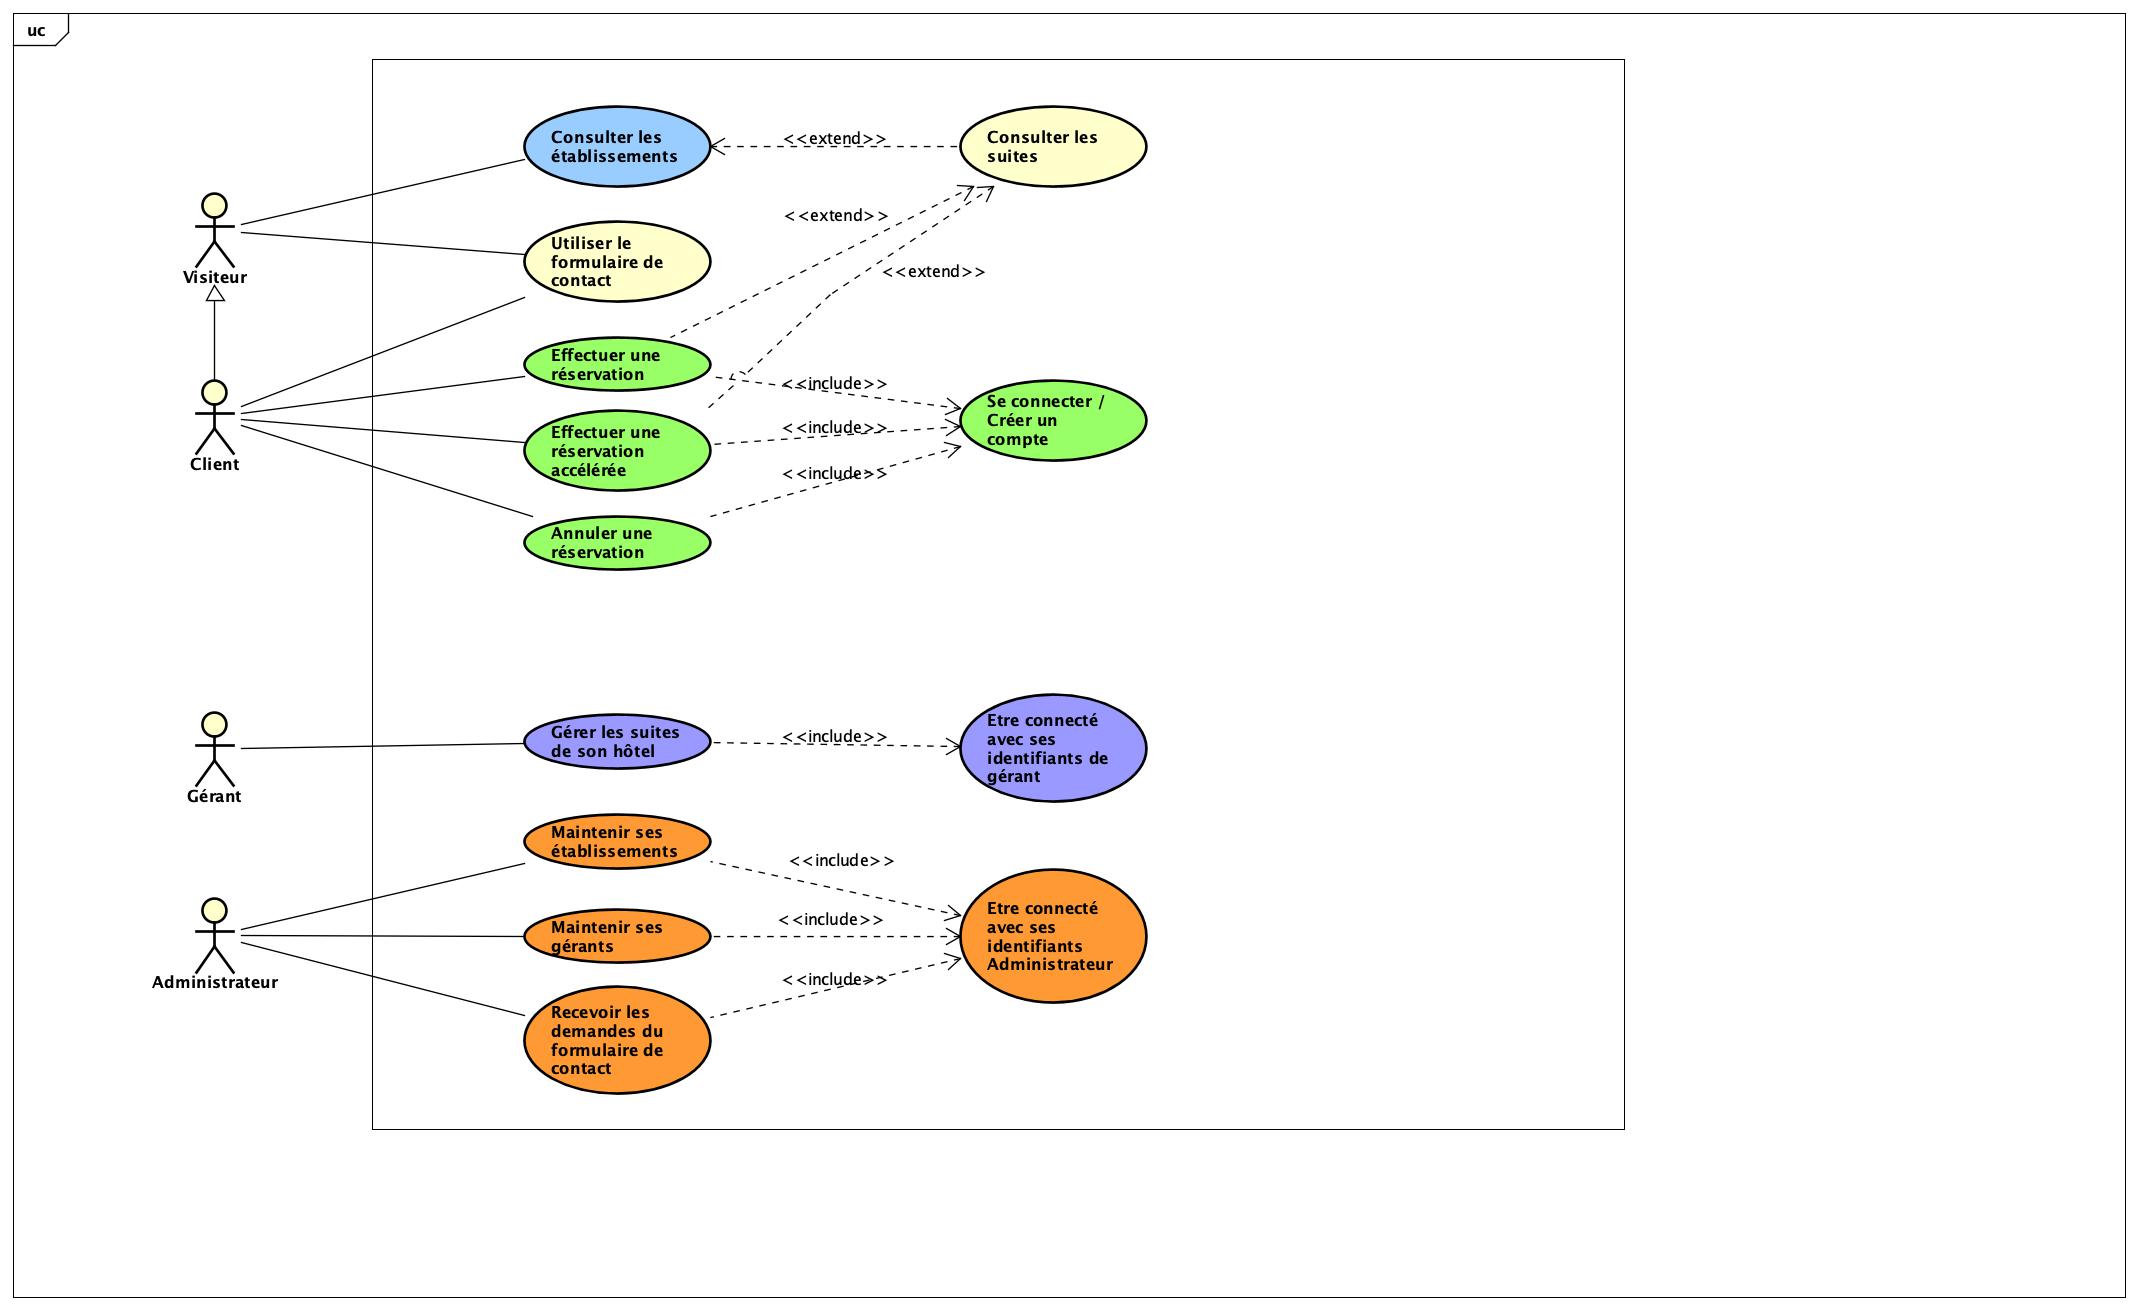 uc
Consulter les
établissements
<<extend>>
Consulter les
suites
<<extend>>
Utiliser le
formulaire de
contact
Visiteur
<<extend>>
Effectuer une
réservation
<<include>>
Se connecter /
Créer un
compte
Effectuer une
réservation
accélérée
<<include>>
Client
<<include>>
Annuler une
réservation
Gérer les suites
de son hôtel
<<include>>
Etre connecté
avec ses
identifiants de
gérant
Gérant
Maintenir ses
établissements
<<include>>
Maintenir ses
gérants
<<include>>
Etre connecté
avec ses
identifiants
Administrateur
Administrateur
<<include>>
Recevoir les
demandes du
formulaire de
contact